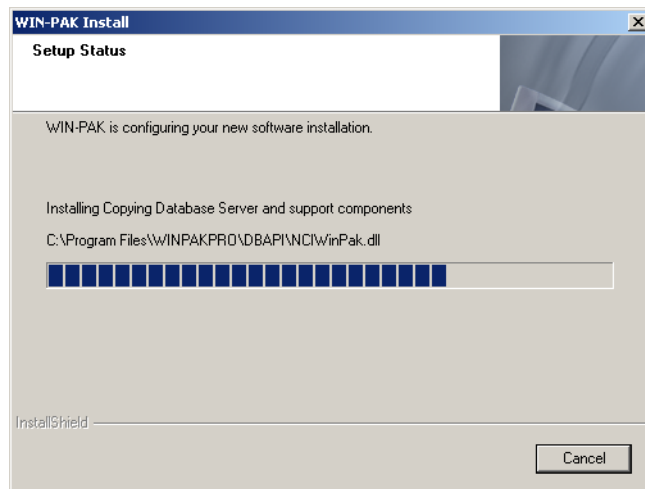 WIN-PAK Install
Setup Status
WIN-PAK is configuring your new software installation.
Installing Copying Database Server and support components
C:\Program Files\WINPAKPRO\DBAPI\NCIWinPak.dll
InstallShield
Cancel